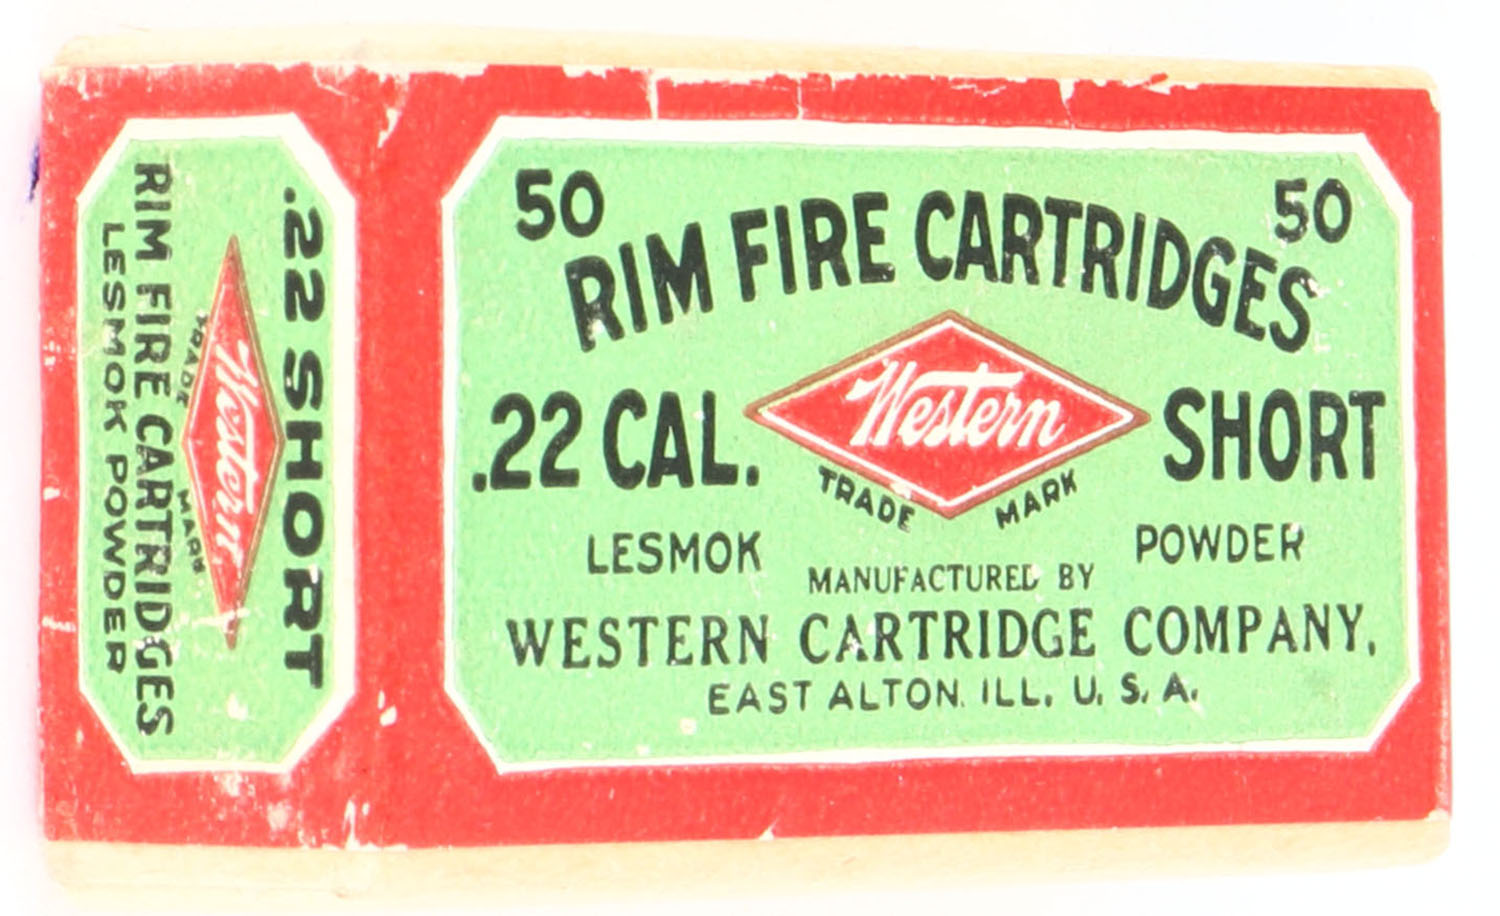 .22 SHORT
Western
TRADE MARK
RIM FIRE CARTRIDGES
LESMOK POWDER
50 50
RIM FIRE CARTRIDGES
.22 CAL. Western SHORT
TRADE MARK
LESMOK POWDER
MANUFACTURED BY
WESTERN CARTRIDGE COMPANY,
EAST ALTON. ILL. U. S. A.